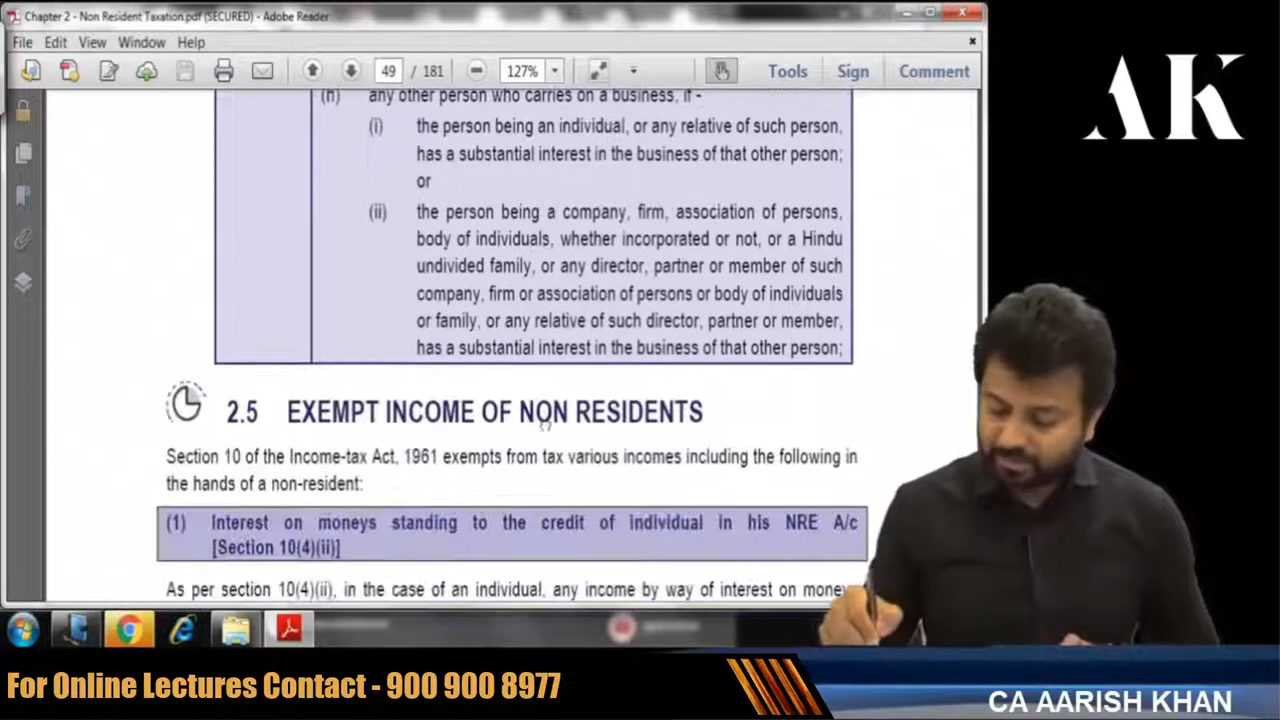 Chapter 2 - Non Resident Taxation.pdf (SECURED) - Adobe Reader
File Edit View Window Help
49 / 181 127% Tools Sign Comment
AK
(h) any other person who carries on a business, if -
(i) the person being an individual, or any relative of such person,
has a substantial interest in the business of that other person;
or
(ii) the person being a company, firm, association of persons,
body of individuals, whether incorporated or not, or a Hindu
undivided family, or any director, partner or member of such
company, firm or association of persons or body of individuals
or family, or any relative of such director, partner or member,
has a substantial interest in the business of that other person;
2.5 EXEMPT INCOME OF NON RESIDENTS
Section 10 of the Income-tax Act, 1961 exempts from tax various incomes including the following in
the hands of a non-resident:
(1) Interest on moneys standing to the credit of individual in his NRE A/c
[Section 10(4)(ii)]
As per section 10(4)(ii), in the case of an individual, any income by way of interest on money
For Online Lectures Contact - 900 900 8977
CA AARISH KHAN